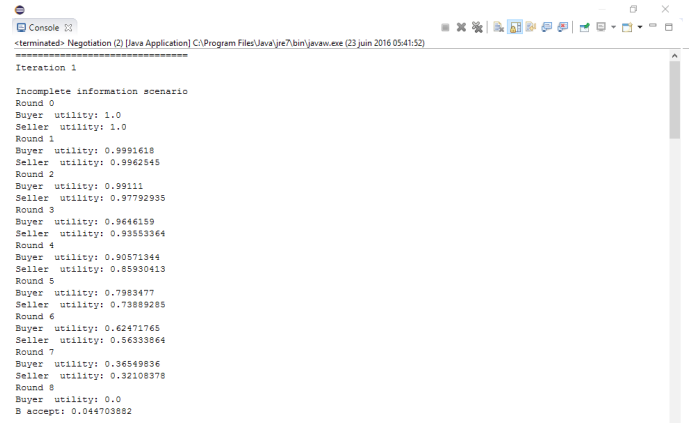 Console
<terminated> Negotiation (2) [Java Application] C:\Program Files\Java\jre7\bin\javaw.exe (23 juin 2016 05:41:52)
================================
Iteration 1
Incomplete information scenario
Round 0
Buyer  utility: 1.0
Seller  utility: 1.0
Round 1
Buyer  utility: 0.9991618
Seller  utility: 0.9962545
Round 2
Buyer  utility: 0.99111
Seller  utility: 0.97792935
Round 3
Buyer  utility: 0.9646159
Seller  utility: 0.93553364
Round 4
Buyer  utility: 0.90571344
Seller  utility: 0.85930413
Round 5
Buyer  utility: 0.7983477
Seller  utility: 0.73889285
Round 6
Buyer  utility: 0.62471765
Seller  utility: 0.56333864
Round 7
Buyer  utility: 0.36549836
Seller  utility: 0.32108378
Round 8
Buyer  utility: 0.0
B accept: 0.044703882